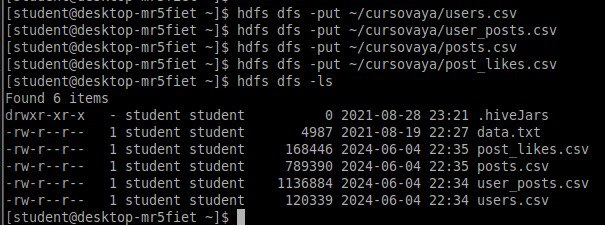 [student@desktop-mr5fiet ~]$ hdfs dfs -put ~/cursovaya/users.csv
[student@desktop-mr5fiet ~]$ hdfs dfs -put ~/cursovaya/user_posts.csv
[student@desktop-mr5fiet ~]$ hdfs dfs -put ~/cursovaya/posts.csv
[student@desktop-mr5fiet ~]$ hdfs dfs -put ~/cursovaya/post_likes.csv
[student@desktop-mr5fiet ~]$ hdfs dfs -ls
Found 6 items
drwxr-xr-x   - student student          0 2021-08-28 23:21 .hiveJars
-rw-r--r--   1 student student       4987 2021-08-19 22:27 data.txt
-rw-r--r--   1 student student     168446 2024-06-04 22:35 post_likes.csv
-rw-r--r--   1 student student     789390 2024-06-04 22:35 posts.csv
-rw-r--r--   1 student student    1136884 2024-06-04 22:34 user_posts.csv
-rw-r--r--   1 student student     120339 2024-06-04 22:34 users.csv
[student@desktop-mr5fiet ~]$